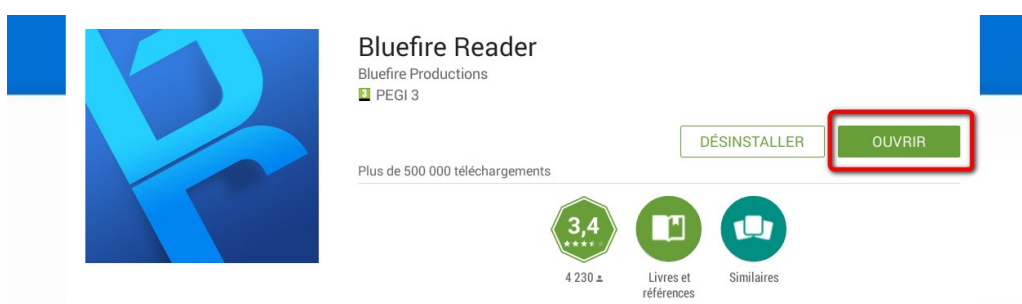 Bluefire Reader
Bluefire Productions
3 PEGI 3
DÉSINSTALLER
OUVRIR
Plus de 500 000 téléchargements
3,4
4 230
Livres et
références
Similaires